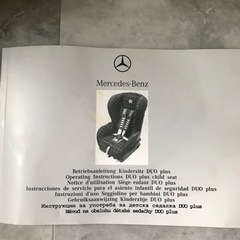 Mercedes-Benz
Betriebsanleitung Kindersitz DUO plus
Operating Instructions DUO plus child seat
Notice d'utilisation Siège enfant DUO plus
Instrucciones de servicio para el asiento infantil de seguridad DUO plus
Istruzioni d'uso Seggiolino per bambini DUO plus
Gebruiksaanwijzing Kinderzitje DUO plus
Инструкция за употреба за детска седалка DUO plus
Návod na obsluhu dětské sedačky DUO plus